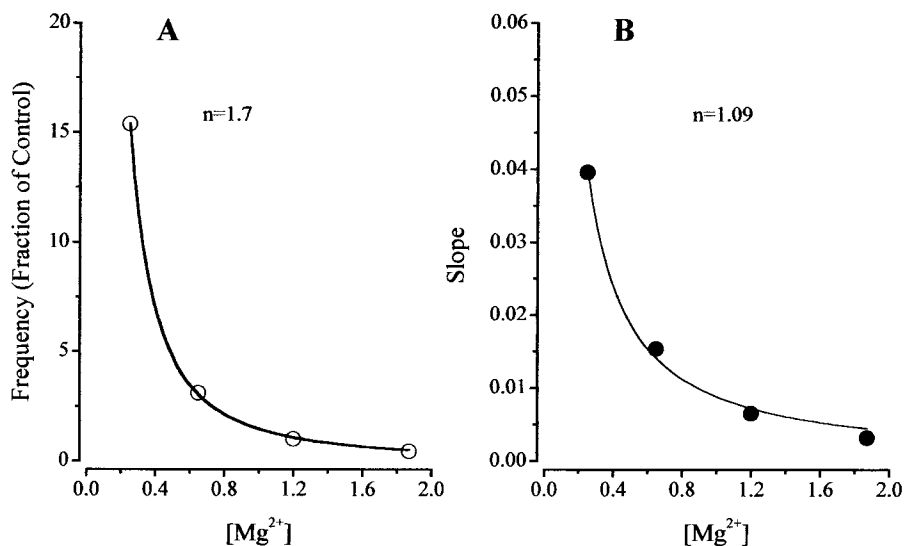 A
Frequency (Fraction of Control)
20
15
10
5
0
n=1.7
0.0 0.4 0.8 1.2 1.6 2.0
[Mg²⁺]
B
Slope
0.06
0.05
0.04
0.03
0.02
0.01
0.00
n=1.09
0.0 0.4 0.8 1.2 1.6 2.0
[Mg²⁺]